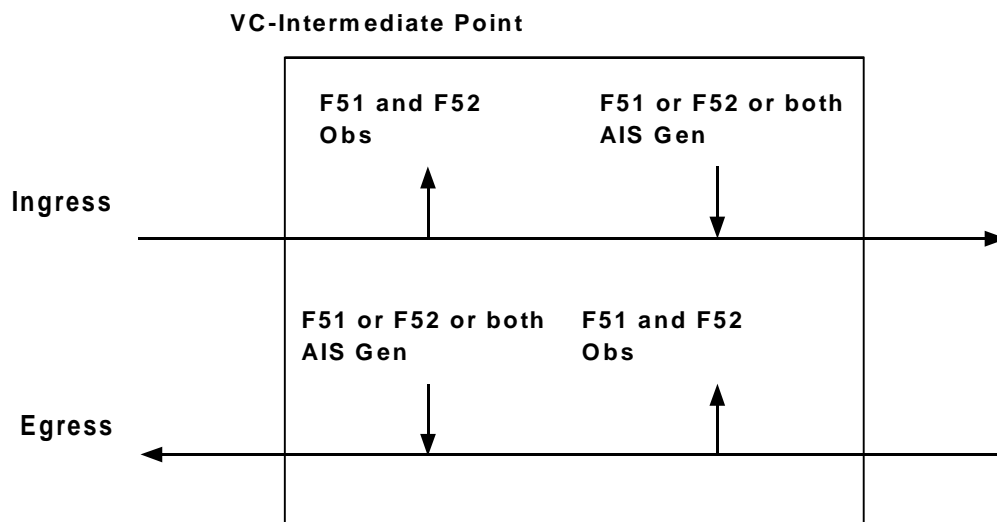 VC-Intermediate Point
F51 and F52
Obs
F51 or F52 or both
AIS Gen
Ingress
F51 or F52 or both
AIS Gen
F51 and F52
Obs
Egress